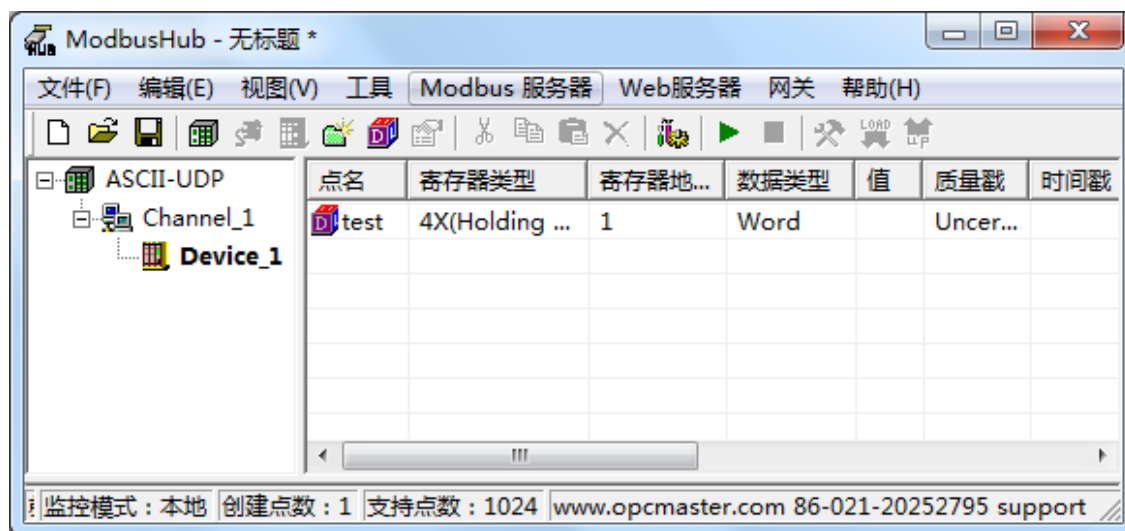 ModbusHub - 无标题 *
文件(F) 编辑(E) 视图(V) 工具 Modbus 服务器 Web服务器 网关 帮助(H)
LOAD UP
ASCII-UDP
Channel_1
Device_1
点名 寄存器类型 寄存器地... 数据类型 值 质量戳 时间戳
test 4X(Holding ... 1 Word Uncer...
监控模式：本地 创建点数：1 支持点数：1024 www.opcmaster.com 86-021-20252795 support